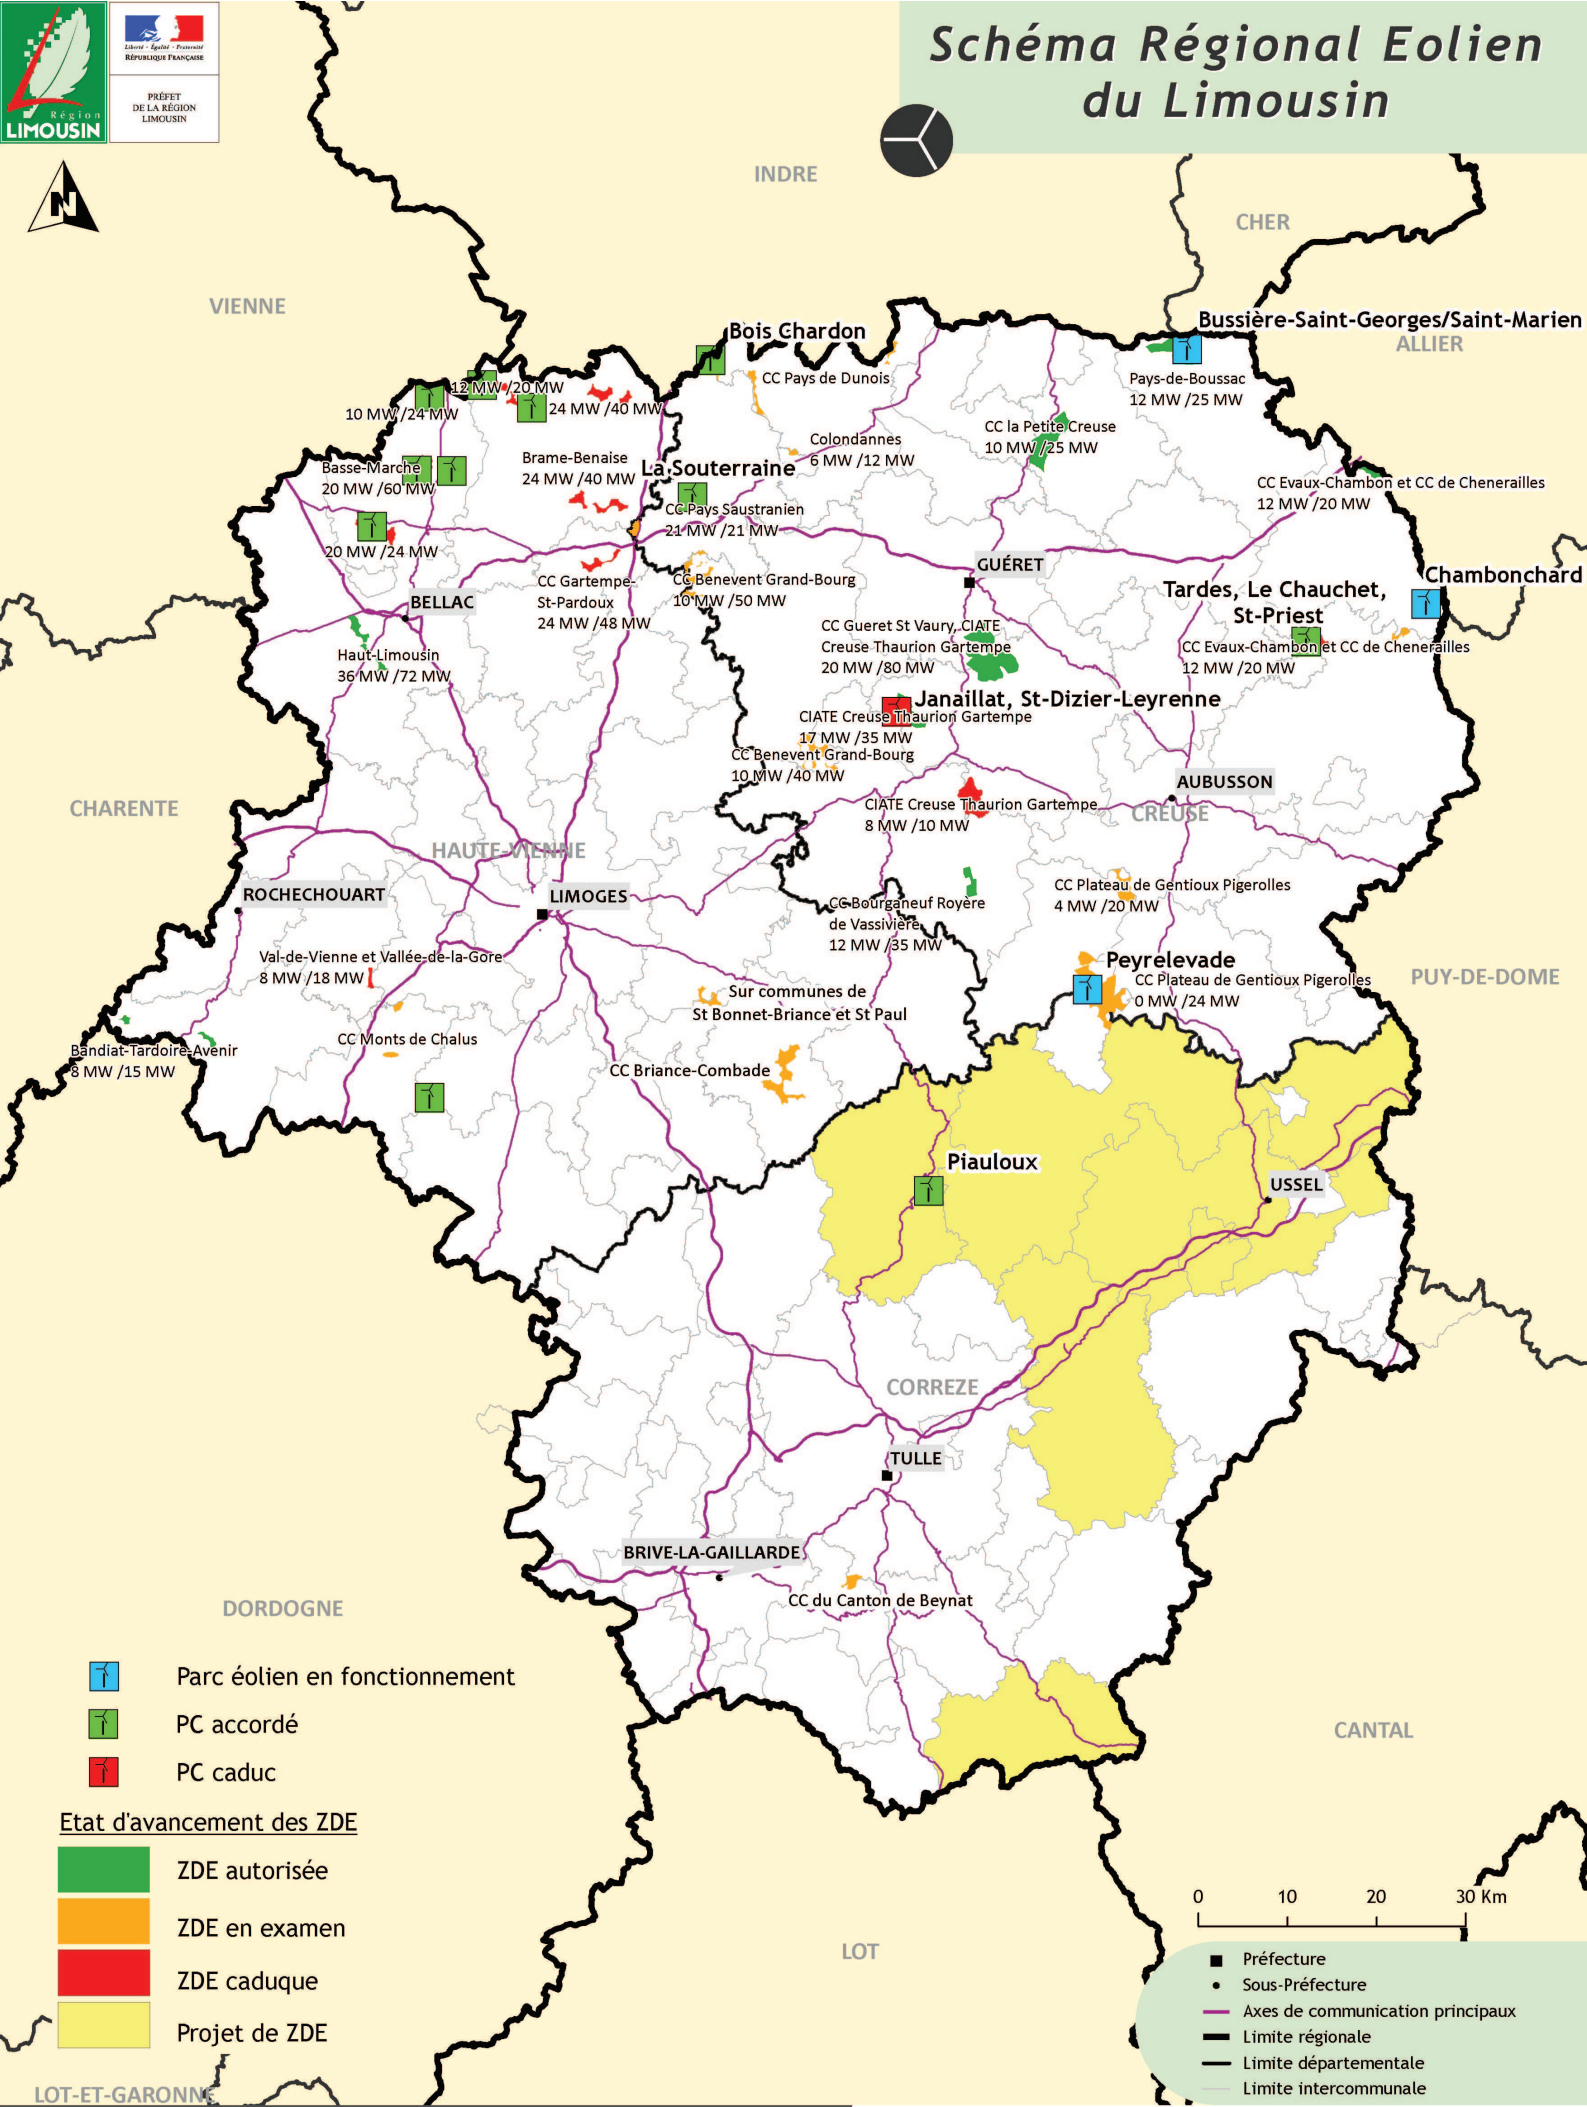 Schéma Régional Eolien
du Limousin
Région
LIMOUSIN
Liberté • Égalité • Fraternité
RÉPUBLIQUE FRANÇAISE
PRÉFET
DE LA RÉGION
LIMOUSIN
N
INDRE
CHER
VIENNE
ALLIER
CHARENTE
HAUTE-VIENNE
CREUSE
PUY-DE-DOME
CORREZE
DORDOGNE
CANTAL
LOT
LOT-ET-GARONNE
Bussière-Saint-Georges/Saint-Marien
Bois Chardon
CC Pays de Dunois
Pays-de-Boussac
12 MW /25 MW
12 MW /20 MW
10 MW /24 MW
24 MW /40 MW
CC la Petite Creuse
10 MW /25 MW
Colondannes
6 MW /12 MW
Brame-Benaise
24 MW /40 MW
La Souterraine
Basse-Marche
20 MW /60 MW
CC Evaux-Chambon et CC de Chenerailles
12 MW /20 MW
CC Pays Saustranien
21 MW /21 MW
20 MW /24 MW
GUÉRET
CC Gartempe-
St-Pardoux
24 MW /48 MW
CC Benevent Grand-Bourg
10 MW /50 MW
Chambonchard
Tardes, Le Chauchet,
St-Priest
BELLAC
CC Gueret St Vaury, CIATE
Creuse Thaurion Gartempe
20 MW /80 MW
CC Evaux-Chambon et CC de Chenerailles
12 MW /20 MW
Haut-Limousin
36 MW /72 MW
Janaillat, St-Dizier-Leyrenne
CIATE Creuse Thaurion Gartempe
17 MW /35 MW
CC Benevent Grand-Bourg
10 MW /40 MW
AUBUSSON
CIATE Creuse Thaurion Gartempe
8 MW /10 MW
ROCHECHOUART
LIMOGES
CC Plateau de Gentioux Pigerolles
4 MW /20 MW
CC Bourganeuf Royère
de Vassivière
12 MW /35 MW
Val-de-Vienne et Vallée-de-la-Gore
8 MW /18 MW
Peyrelevade
CC Plateau de Gentioux Pigerolles
0 MW /24 MW
Sur communes de
St Bonnet-Briance et St Paul
CC Monts de Chalus
Bandiat-Tardoire-Avenir
8 MW /15 MW
CC Briance-Combade
Piauloux
USSEL
TULLE
BRIVE-LA-GAILLARDE
CC du Canton de Beynat
Parc éolien en fonctionnement
PC accordé
PC caduc
Etat d'avancement des ZDE
ZDE autorisée
ZDE en examen
ZDE caduque
Projet de ZDE
0 10 20 30 Km
Préfecture
Sous-Préfecture
Axes de communication principaux
Limite régionale
Limite départementale
Limite intercommunale